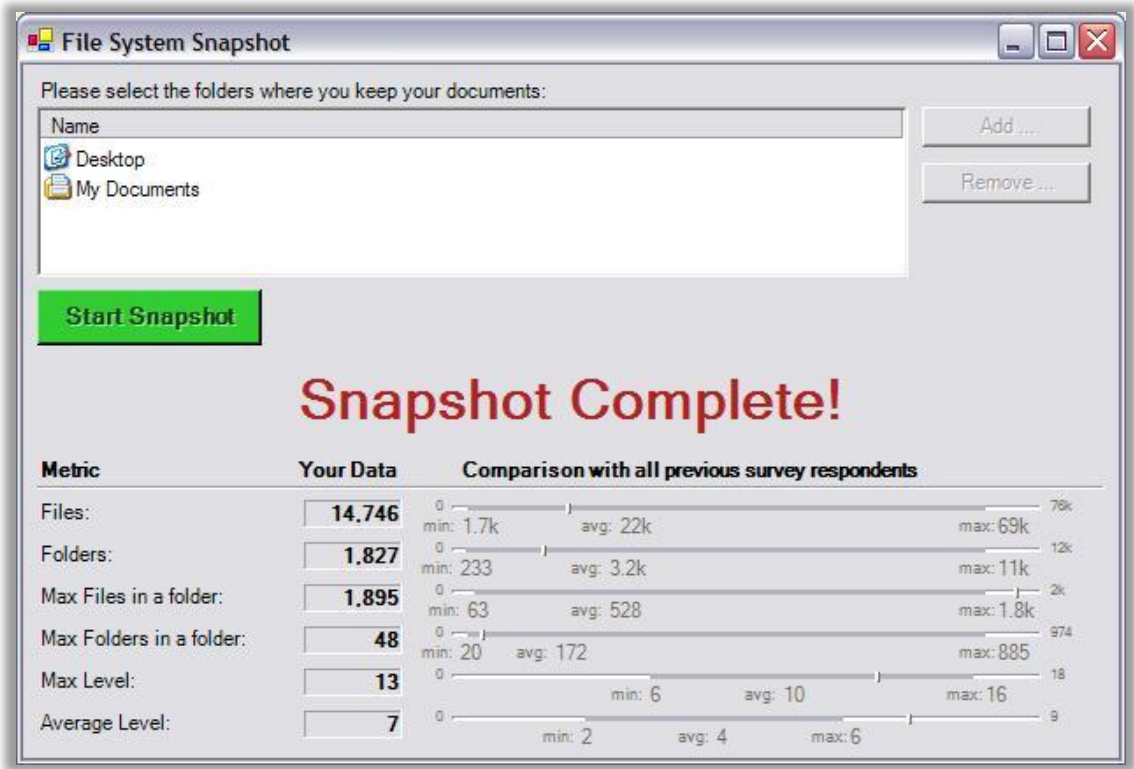 File System Snapshot
Please select the folders where you keep your documents:
Name
Add ...
Desktop
My Documents
Remove ...
Start Snapshot
Snapshot Complete!
Metric Your Data Comparison with all previous survey respondents
Files: 14,746 0 76k
min: 1.7k avg: 22k max: 69k
Folders: 1,827 0 12k
min: 233 avg: 3.2k max: 11k
Max Files in a folder: 1,895 0 2k
min: 63 avg: 528 max: 1.8k
Max Folders in a folder: 48 0 974
min: 20 avg: 172 max: 885
Max Level: 13 0 18
min: 6 avg: 10 max: 16
Average Level: 7 0 9
min: 2 avg: 4 max: 6